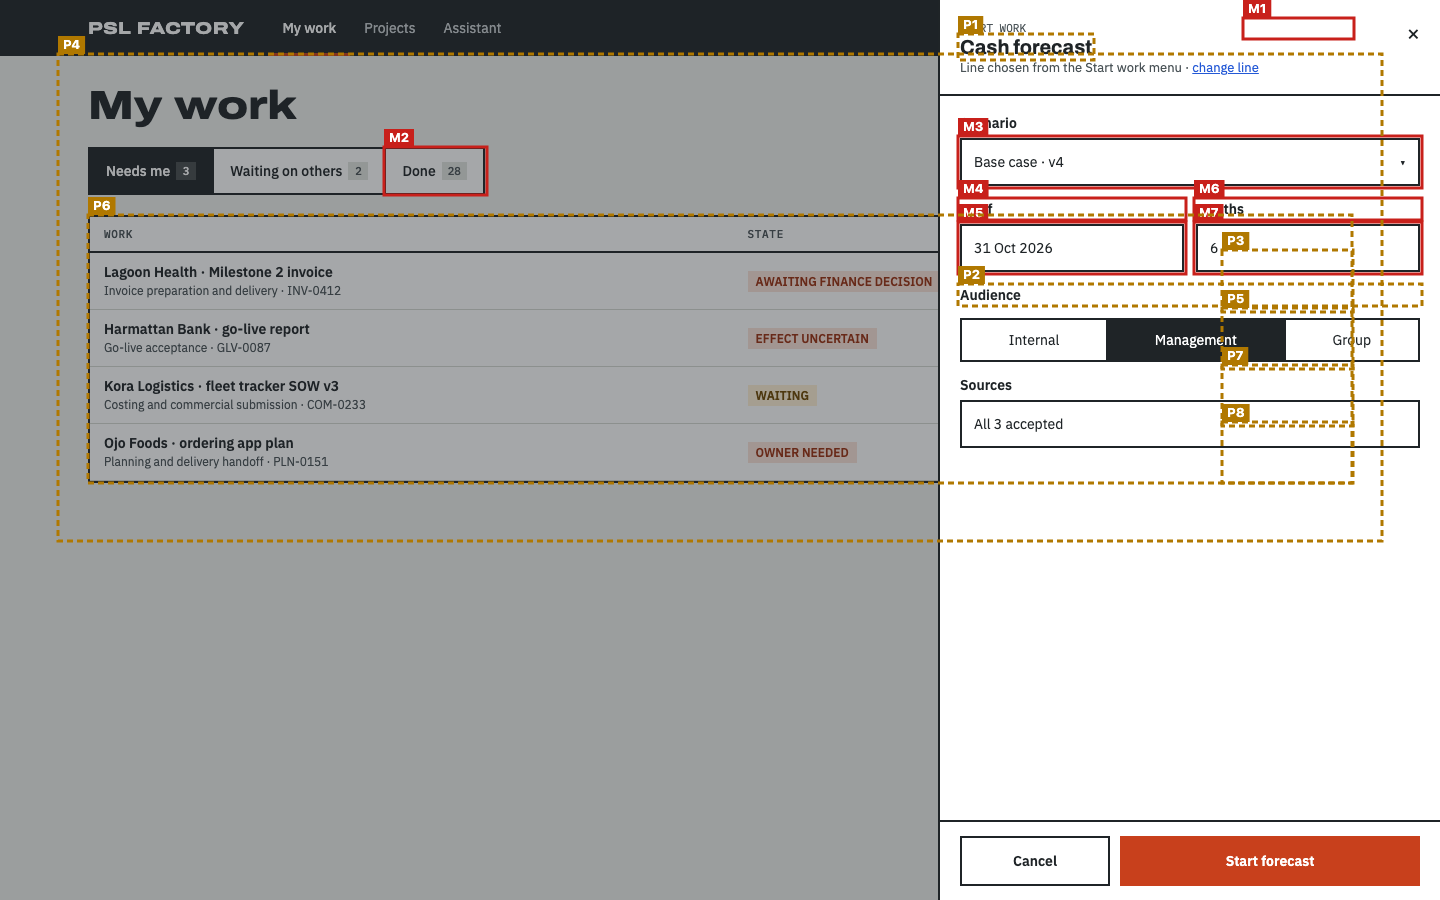 PSL FACTORY
My work
Projects
Assistant
M1
P1
RT WORK
P4
Cash forecast
Line chosen from the Start work menu · change line
My work
M3
nario
M2
Base case · v4
Needs me 3
Waiting on others 2
Done 28
M4
M6
P6
M5
f
M7
ths
WORK
STATE
31 Oct 2026
6
P3
Lagoon Health · Milestone 2 invoice
Invoice preparation and delivery · INV-0412
AWAITING FINANCE DECISION
P2
Audience
P5
Harmattan Bank · go-live report
Go-live acceptance · GLV-0087
EFFECT UNCERTAIN
Internal
Management
Group
P7
Kora Logistics · fleet tracker SOW v3
Costing and commercial submission · COM-0233
WAITING
Sources
P8
All 3 accepted
Ojo Foods · ordering app plan
Planning and delivery handoff · PLN-0151
OWNER NEEDED
Cancel
Start forecast